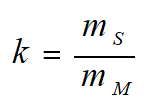 k = m_S / m_M